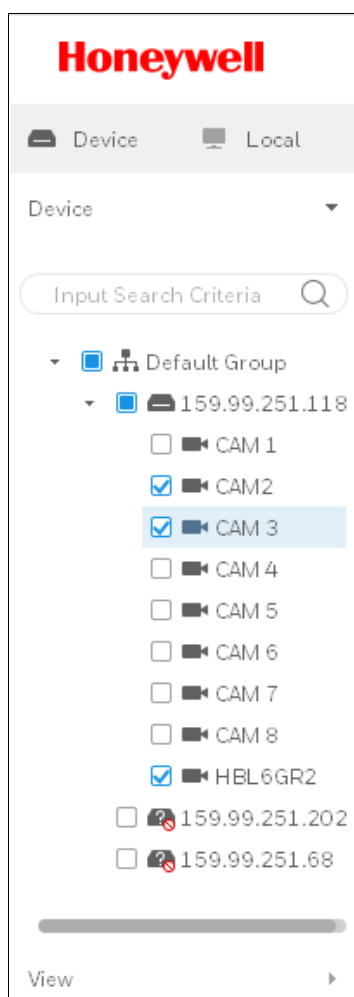 Honeywell
Device Local
Device
Input Search Criteria
Default Group
159.99.251.118
CAM 1
CAM2
CAM 3
CAM 4
CAM 5
CAM 6
CAM 7
CAM 8
HBL6GR2
159.99.251.202
159.99.251.68
View